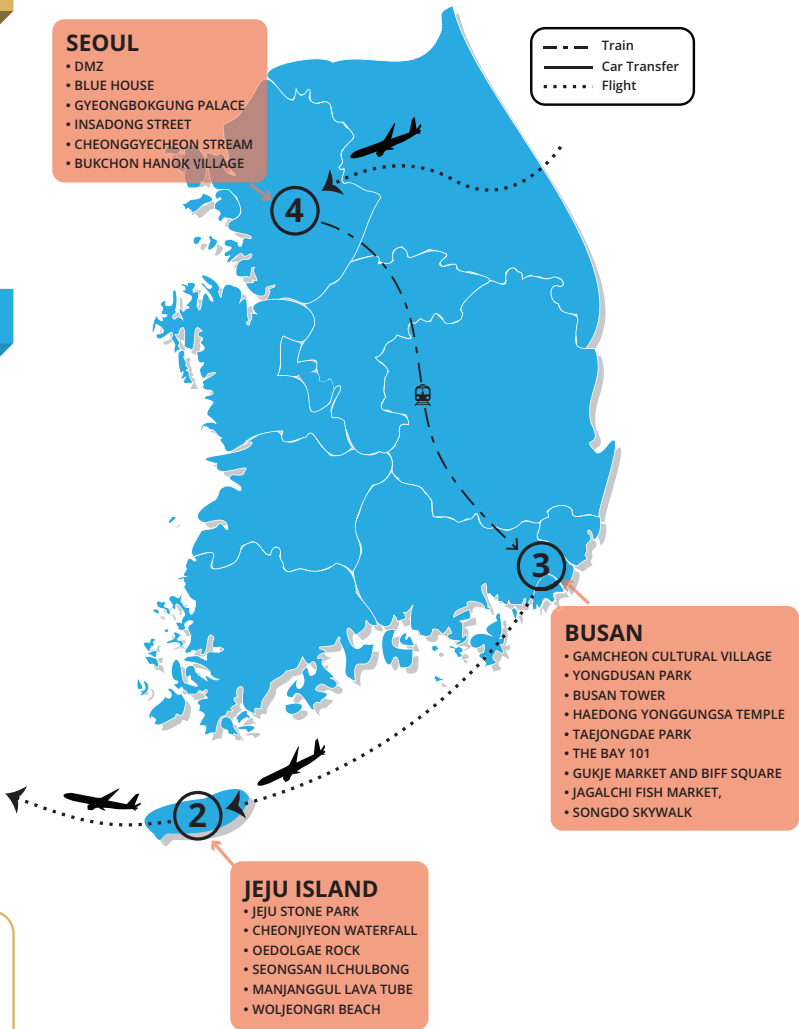 SEOUL
• DMZ
• BLUE HOUSE
• GYEONGBOKGUNG PALACE
• INSADONG STREET
• CHEONGGYECHEON STREAM
• BUKCHON HANOK VILLAGE
Train
Car Transfer
Flight
4
3
BUSAN
• GAMCHEON CULTURAL VILLAGE
• YONGDUSAN PARK
• BUSAN TOWER
• HAEDONG YONGGUNGSA TEMPLE
• TAEJONGDAE PARK
• THE BAY 101
• GUKJE MARKET AND BIFF SQUARE
• JAGALCHI FISH MARKET,
• SONGDO SKYWALK
2
JEJU ISLAND
• JEJU STONE PARK
• CHEONJIYEON WATERFALL
• OEDOLGAE ROCK
• SEONGSAN ILCHULBONG
• MANJANGGUL LAVA TUBE
• WOLJEONGRI BEACH